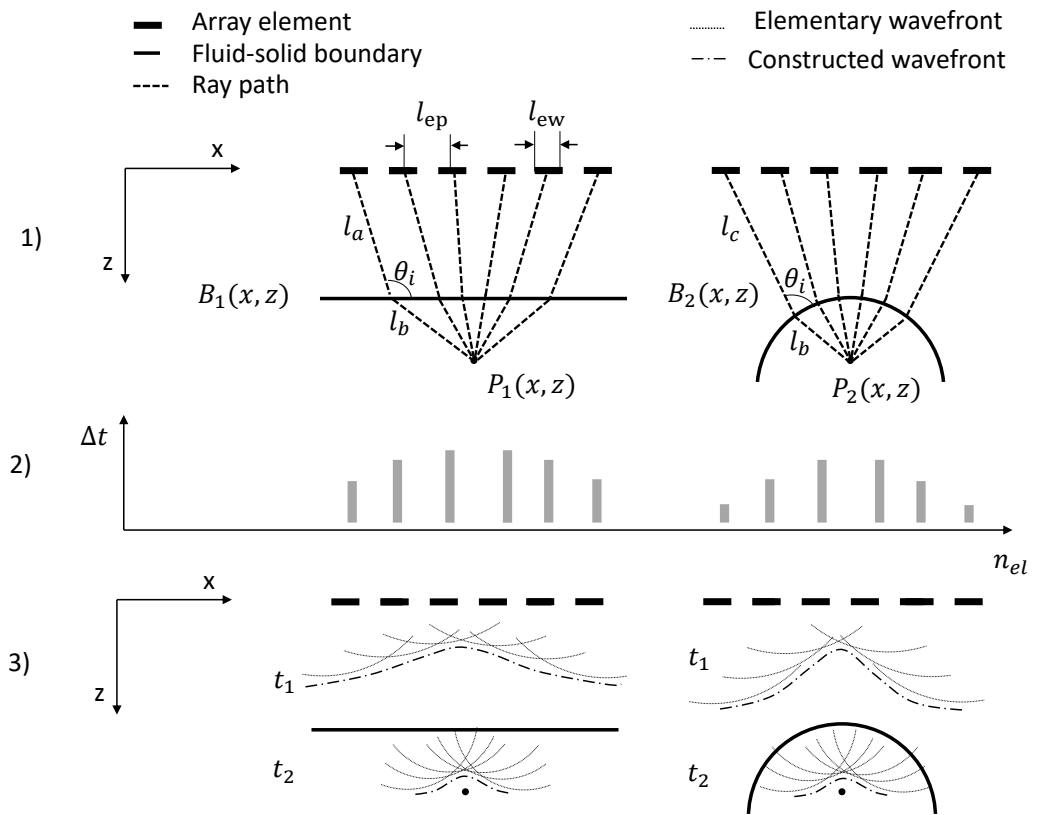 Array element
Fluid-solid boundary
Ray path
Elementary wavefront
Constructed wavefront
1)
x
z
l_ep
l_ew
l_a
θ_i
B_1(x, z)
l_b
P_1(x, z)
l_c
θ_i
B_2(x, z)
l_b
P_2(x, z)
2)
Δt
n_el
3)
x
z
t_1
t_2
t_1
t_2